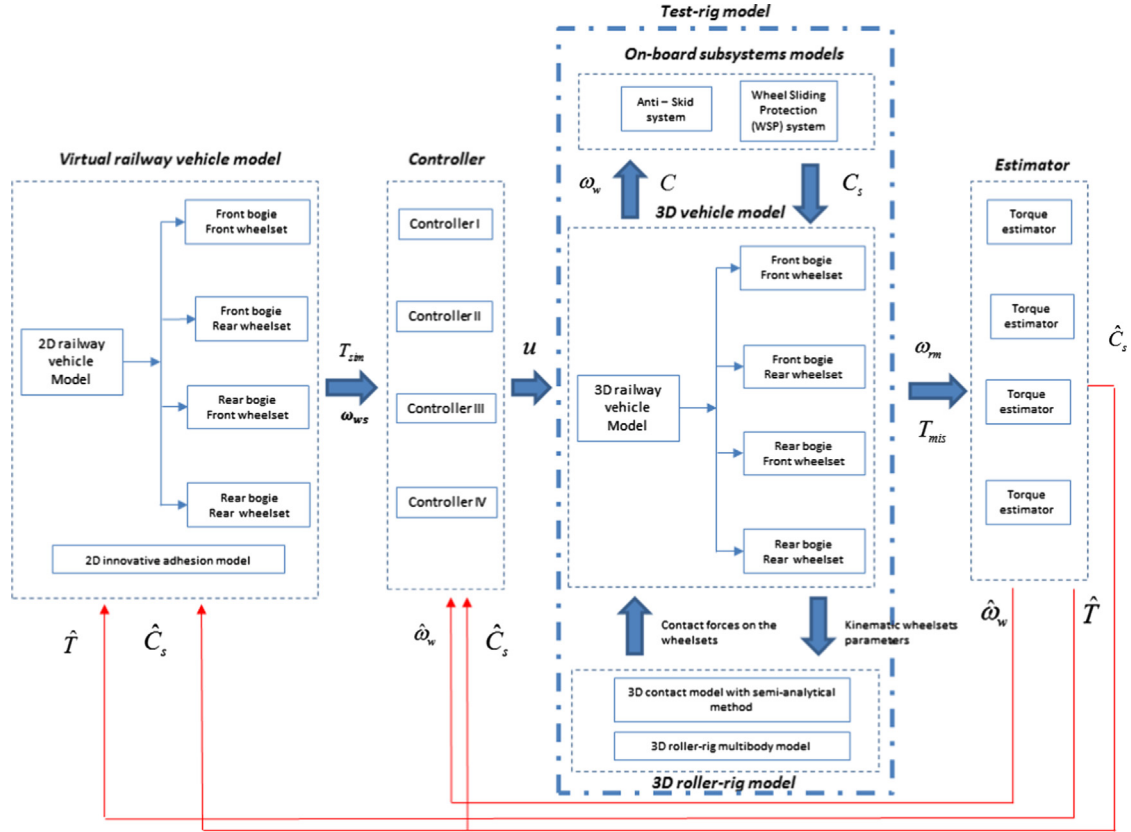 Test-rig model
On-board subsystems models
Anti – Skid
system
Wheel Sliding
Protection
(WSP) system
Virtual railway vehicle model
Controller
Estimator
ω_w
C
C_s
3D vehicle model
2D railway
vehicle
Model
Front bogie
Front wheelset
Front bogie
Rear wheelset
Rear bogie
Front wheelset
Rear bogie
Rear wheelset
2D innovative adhesion model
T_sim
ω_ws
Controller I
Controller II
Controller III
Controller IV
u
3D railway
vehicle
Model
Front bogie
Front wheelset
Front bogie
Rear wheelset
Rear bogie
Front wheelset
Rear bogie
Rear wheelset
ω_rm
T_mis
Torque
estimator
Torque
estimator
Torque
estimator
Torque
estimator
Ĉ_s
T̂
Ĉ_s
ω̂_w
Ĉ_s
Contact forces on the
wheelsets
Kinematic wheelsets
parameters
ω̂_w
T̂
3D contact model with semi-analytical
method
3D roller-rig multibody model
3D roller-rig model